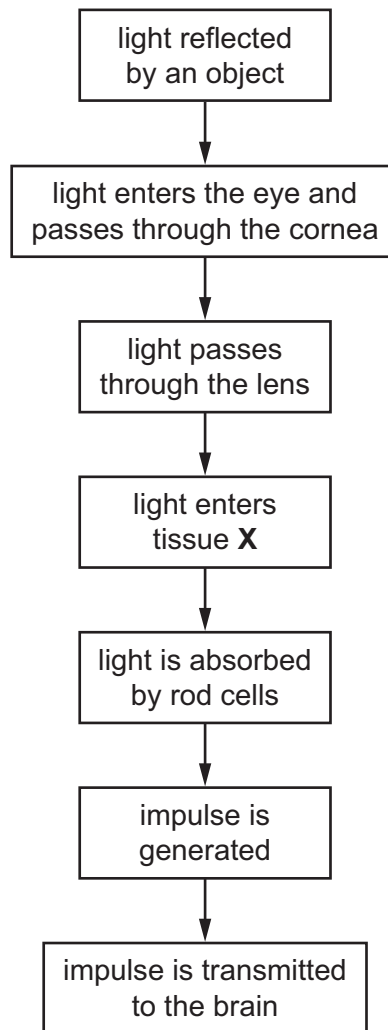 light reflected
by an object
light enters the eye and
passes through the cornea
light passes
through the lens
light enters
tissue X
light is absorbed
by rod cells
impulse is
generated
impulse is transmitted
to the brain